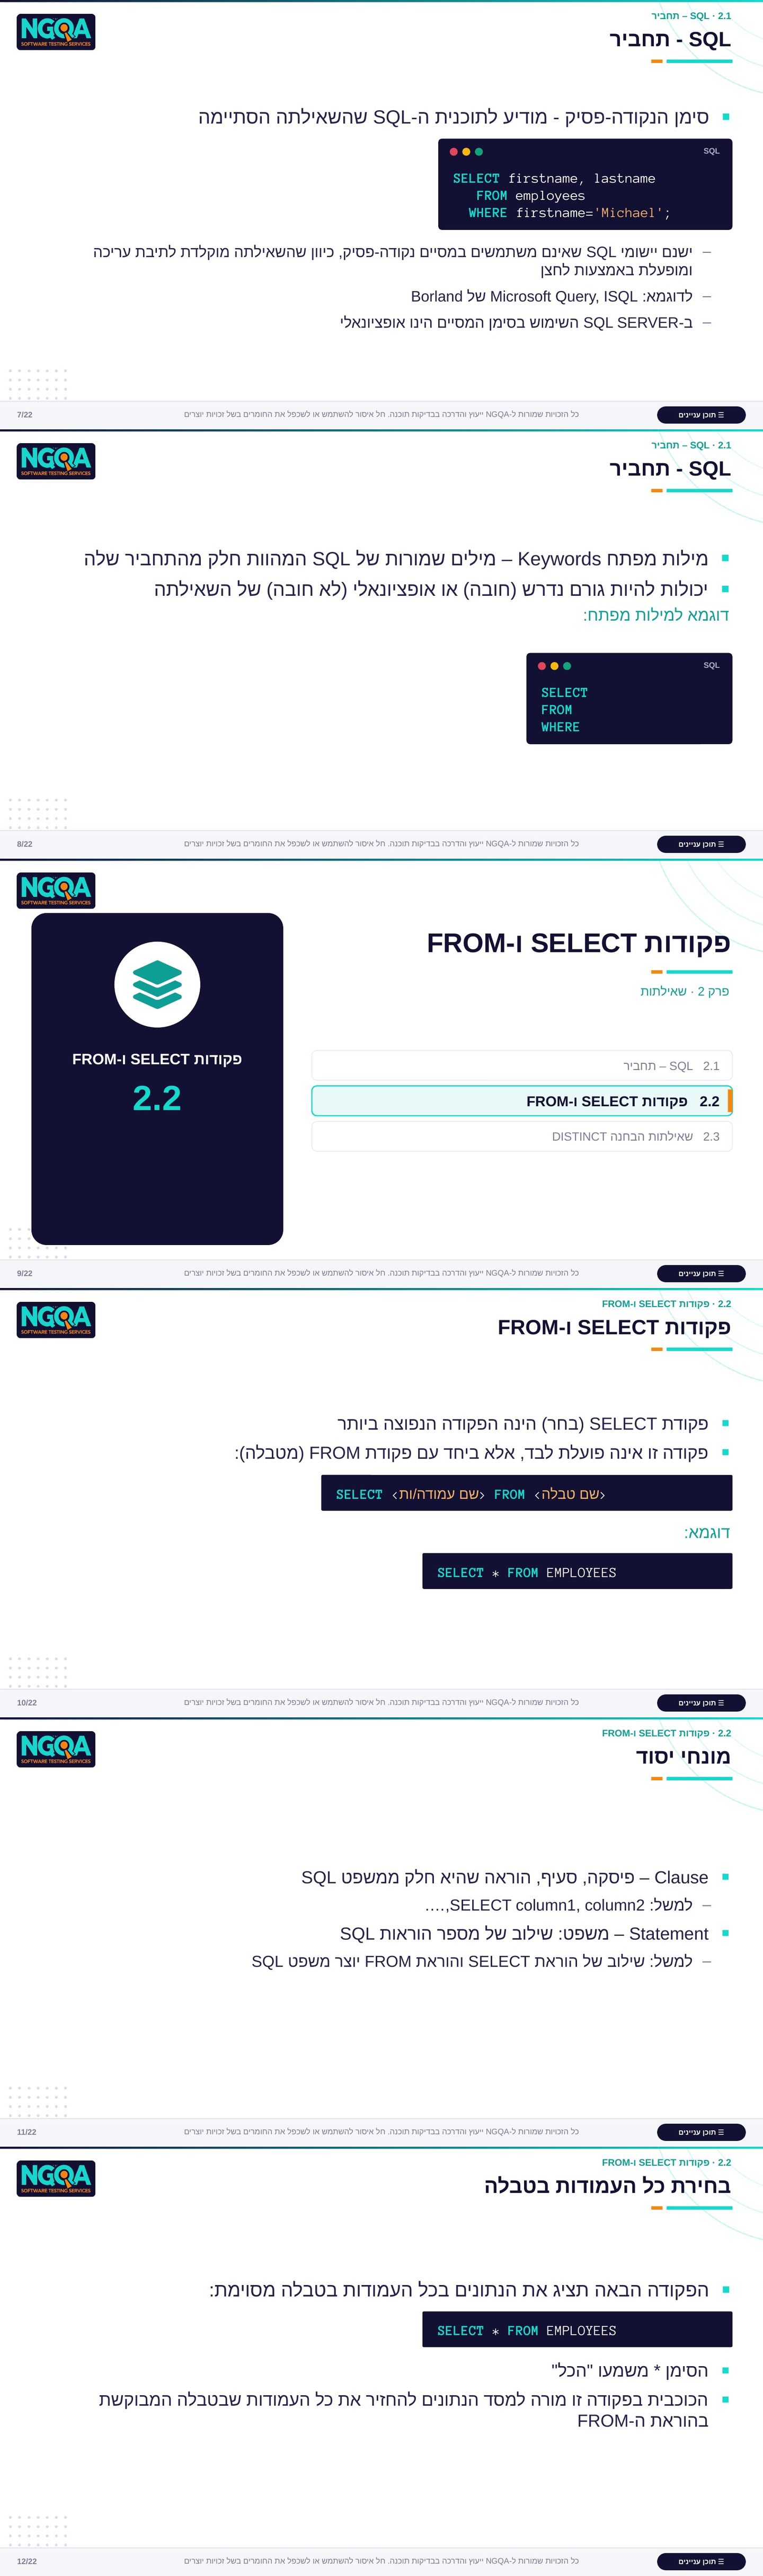 2.1 · SQL – תחביר
NGQA
SOFTWARE TESTING SERVICES
SQL - תחביר
סימן הנקודה-פסיק - מודיע לתוכנית ה-SQL שהשאילתה הסתיימה
SQL
SELECT firstname, lastname
FROM employees
WHERE firstname='Michael';
– ישנם יישומי SQL שאינם משתמשים במסיים נקודה-פסיק, כיוון שהשאילתה מוקלדת לתיבת עריכה
ומופעלת באמצעות לחצן
– לדוגמא: Microsoft Query, ISQL של Borland
– ב-SQL SERVER השימוש בסימן המסיים הינו אופציונאלי
☰ תוכן עניינים
כל הזכויות שמורות ל-NGQA ייעוץ והדרכה בבדיקות תוכנה. חל איסור להשתמש או לשכפל את החומרים בשל זכויות יוצרים
7/22
2.1 · SQL – תחביר
NGQA
SOFTWARE TESTING SERVICES
SQL - תחביר
מילות מפתח Keywords – מילים שמורות של SQL המהוות חלק מהתחביר שלה
יכולות להיות גורם נדרש (חובה) או אופציונאלי (לא חובה) של השאילתה
דוגמא למילות מפתח:
SQL
SELECT
FROM
WHERE
☰ תוכן עניינים
כל הזכויות שמורות ל-NGQA ייעוץ והדרכה בבדיקות תוכנה. חל איסור להשתמש או לשכפל את החומרים בשל זכויות יוצרים
8/22
NGQA
SOFTWARE TESTING SERVICES
פקודות SELECT ו-FROM
פרק 2 · שאילתות
2.1 SQL – תחביר
2.2 פקודות SELECT ו-FROM
2.3 שאילתות הבחנה DISTINCT
פקודות SELECT ו-FROM
2.2
☰ תוכן עניינים
כל הזכויות שמורות ל-NGQA ייעוץ והדרכה בבדיקות תוכנה. חל איסור להשתמש או לשכפל את החומרים בשל זכויות יוצרים
9/22
2.2 · פקודות SELECT ו-FROM
NGQA
SOFTWARE TESTING SERVICES
פקודות SELECT ו-FROM
פקודת SELECT (בחר) הינה הפקודה הנפוצה ביותר
פקודה זו אינה פועלת לבד, אלא ביחד עם פקודת FROM (מטבלה):
SELECT <שם עמודה/ות> FROM <שם טבלה>
דוגמא:
SELECT * FROM EMPLOYEES
☰ תוכן עניינים
כל הזכויות שמורות ל-NGQA ייעוץ והדרכה בבדיקות תוכנה. חל איסור להשתמש או לשכפל את החומרים בשל זכויות יוצרים
10/22
2.2 · פקודות SELECT ו-FROM
NGQA
SOFTWARE TESTING SERVICES
מונחי יסוד
Clause – פיסקה, סעיף, הוראה שהיא חלק ממשפט SQL
– למשל: SELECT column1, column2,….
Statement – משפט: שילוב של מספר הוראות SQL
– למשל: שילוב של הוראת SELECT והוראת FROM יוצר משפט SQL
☰ תוכן עניינים
כל הזכויות שמורות ל-NGQA ייעוץ והדרכה בבדיקות תוכנה. חל איסור להשתמש או לשכפל את החומרים בשל זכויות יוצרים
11/22
2.2 · פקודות SELECT ו-FROM
NGQA
SOFTWARE TESTING SERVICES
בחירת כל העמודות בטבלה
הפקודה הבאה תציג את הנתונים בכל העמודות בטבלה מסוימת:
SELECT * FROM EMPLOYEES
הסימן * משמעו "הכל"
הכוכבית בפקודה זו מורה למסד הנתונים להחזיר את כל העמודות שבטבלה המבוקשת
בהוראת ה-FROM
☰ תוכן עניינים
כל הזכויות שמורות ל-NGQA ייעוץ והדרכה בבדיקות תוכנה. חל איסור להשתמש או לשכפל את החומרים בשל זכויות יוצרים
12/22